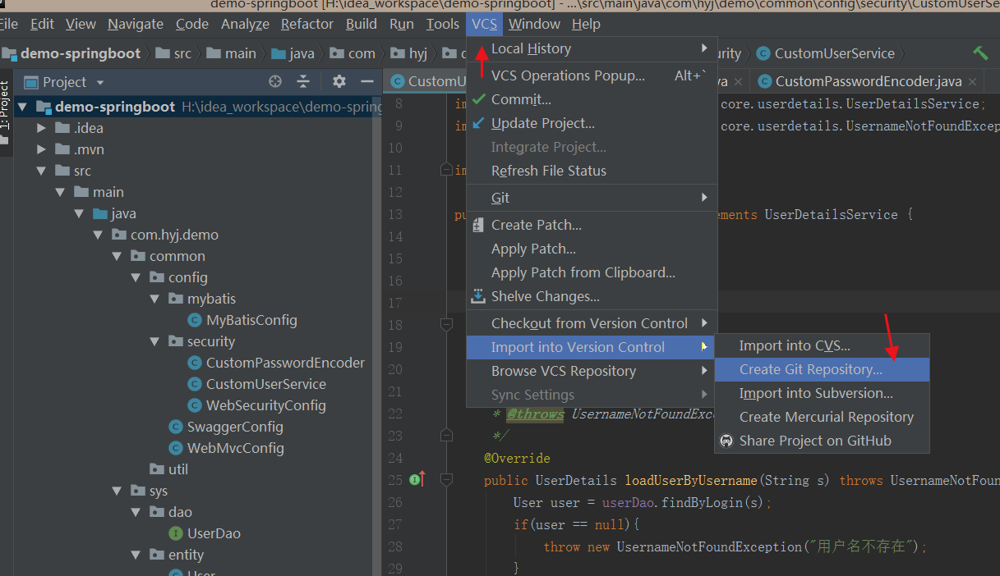 demo-springboot [H:\idea_workspace\demo-springboot] - ...\src\main\java\com\hyj\demo\common\config\security\CustomUserSe
File Edit View Navigate Code Analyze Refactor Build Run Tools VCS Window Help
demo-springboot src main java com hyj CustomUserService
Project
1: Project
demo-springboot H:\idea_workspace\demo-spring
.idea
.mvn
src
main
java
com.hyj.demo
common
config
mybatis
MyBatisConfig
security
CustomPasswordEncoder
CustomUserService
WebSecurityConfig
SwaggerConfig
WebMvcConfig
util
sys
dao
UserDao
entity
User
Local History
VCS Operations Popup... Alt+`
Commit...
Update Project...
Integrate Project...
Refresh File Status
Git
Create Patch...
Apply Patch...
Apply Patch from Clipboard...
Shelve Changes...
Checkout from Version Control
Import into Version Control
Browse VCS Repository
Sync Settings
Import into CVS...
Create Git Repository...
Import into Subversion...
Create Mercurial Repository
Share Project on GitHub
CustomU CustomPasswordEncoder.java
8 im core.userdetails.UserDetailsService;
9 im core.userdetails.UsernameNotFoundExcep
10
11 im
12
13 pu ements UserDetailsService {
14
15
16
17
18
19
20
21
22 * @throws UsernameNotFoundExc
23 */
24 @Override
25 public UserDetails loadUserByUsername(String s) throws UsernameNotFoun
26 User user = userDao.findByLogin(s);
27 if(user == null){
28 throw new UsernameNotFoundException("用户名不存在");
29 }